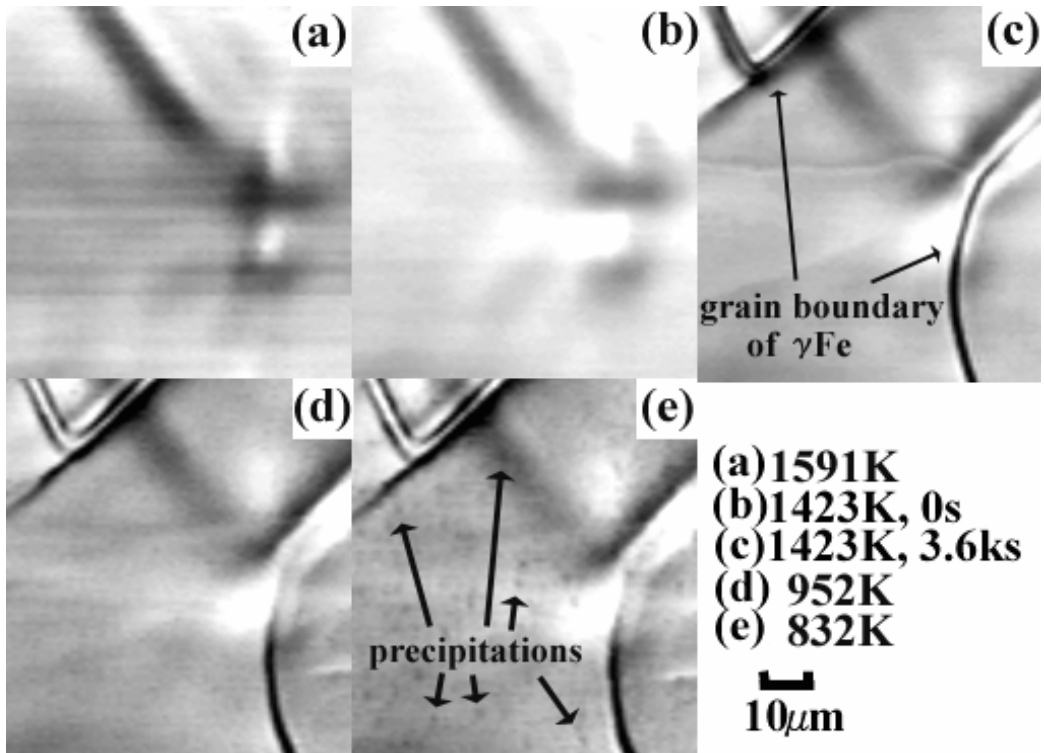 (a)
(b)
(c)
grain boundary
of γFe
(d)
(e)
precipitations
(a) 1591K
(b) 1423K, 0s
(c) 1423K, 3.6ks
(d) 952K
(e) 832K
10μm